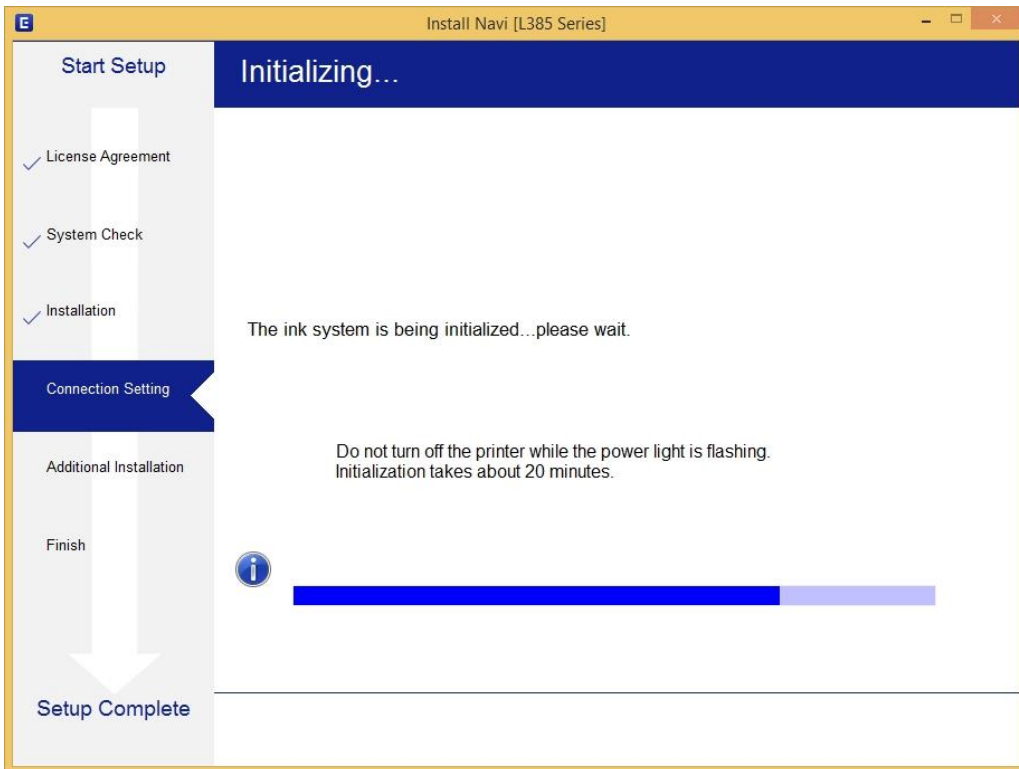 E
Install Navi [L385 Series]
Start Setup
Initializing...
License Agreement
System Check
Installation
The ink system is being initialized...please wait.
Connection Setting
Do not turn off the printer while the power light is flashing.
Initialization takes about 20 minutes.
Additional Installation
Finish
i
Setup Complete